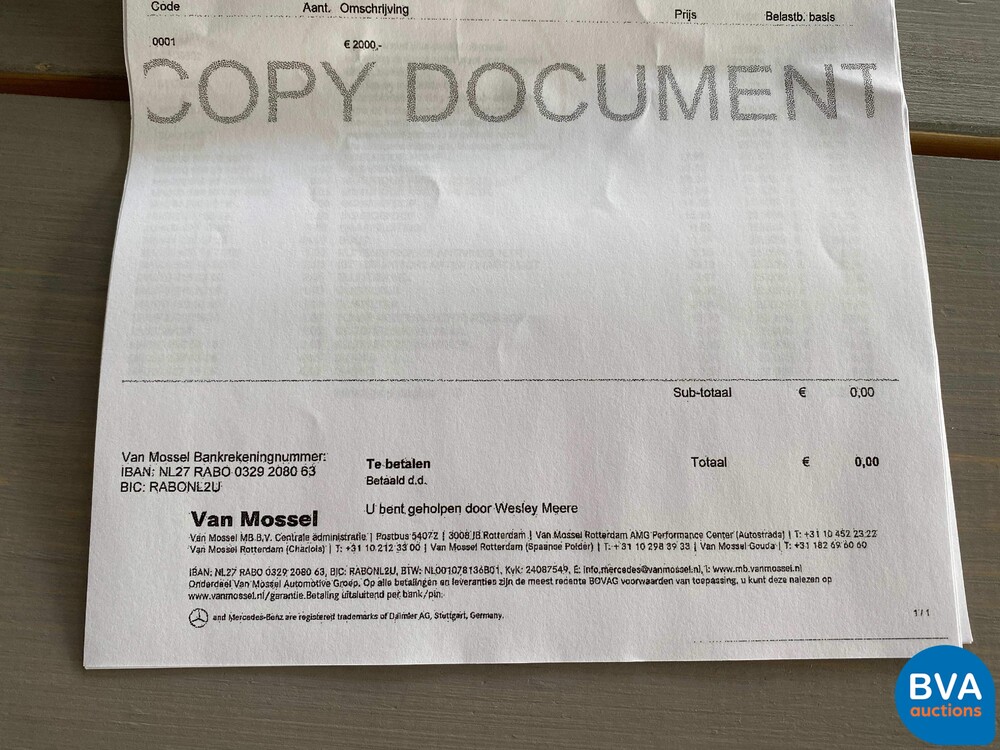 Code Aant. Omschrijving Prijs Belastb. basis
0001 € 2000,-
COPY DOCUMENT
Sub-totaal € 0,00
Van Mossel Bankrekeningnummer:
IBAN: NL27 RABO 0329 2080 63
BIC: RABONL2U
Te betalen Totaal € 0,00
Betaald d.d.
U bent geholpen door Wesley Meere
Van Mossel
Van Mossel MB B.V. Centrale administratie | Postbus 54072 | 3008 JB Rotterdam | Van Mossel Rotterdam AMG Performance Center (Autostrada) | T: +31 10 452 23 22
Van Mossel Rotterdam (Charlois) | T: +31 10 212 33 00 | Van Mossel Rotterdam (Spaanse Polder) | T: +31 10 298 39 33 | Van Mossel Gouda | T: +31 182 69 60 60
IBAN: NL27 RABO 0329 2080 63, BIC: RABONL2U, BTW: NL001078136B01, KvK: 24087549, E: info.mercedes@vanmossel.nl, I: www.mb.vanmossel.nl
Onderdeel Van Mossel Automotive Groep. Op alle betalingen en leveranties zijn de meest recente BOVAG voorwaarden van toepassing, u kunt deze nalezen op
www.vanmossel.nl/garantie.Betaling uitsluitend per bank/pin.
and Mercedes-Benz are registered trademarks of Daimler AG, Stuttgart, Germany.
1 / 1
BVA
auctions